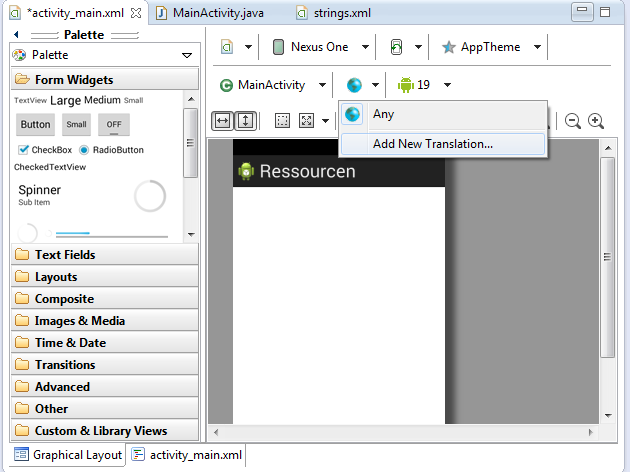 *activity_main.xml
MainActivity.java
strings.xml
Palette
Palette
Form Widgets
TextView Large Medium Small
Button Small OFF
CheckBox RadioButton
CheckedTextView
Spinner
Sub Item
Text Fields
Layouts
Composite
Images & Media
Time & Date
Transitions
Advanced
Other
Custom & Library Views
Nexus One
AppTheme
MainActivity
19
Any
Add New Translation...
Ressourcen
Graphical Layout
activity_main.xml